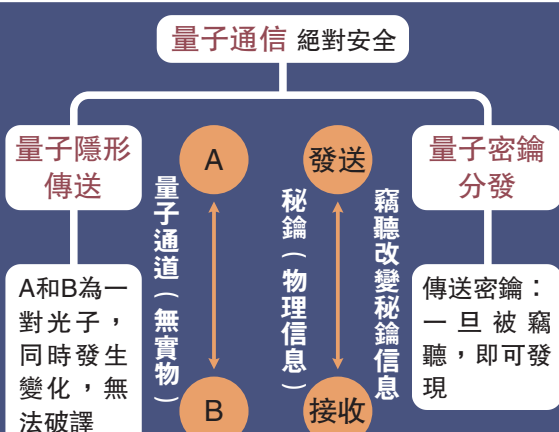 量子通信 絕對安全
量子隱形
傳送
A和B為一
對光子，
同時發生
變化，無
法破譯
A
量子通道（無實物）
B
發送
秘鑰（物理信息）
竊聽改變秘鑰信息
接收
量子密鑰
分發
傳送密鑰：
一旦被竊
聽，即可發
現